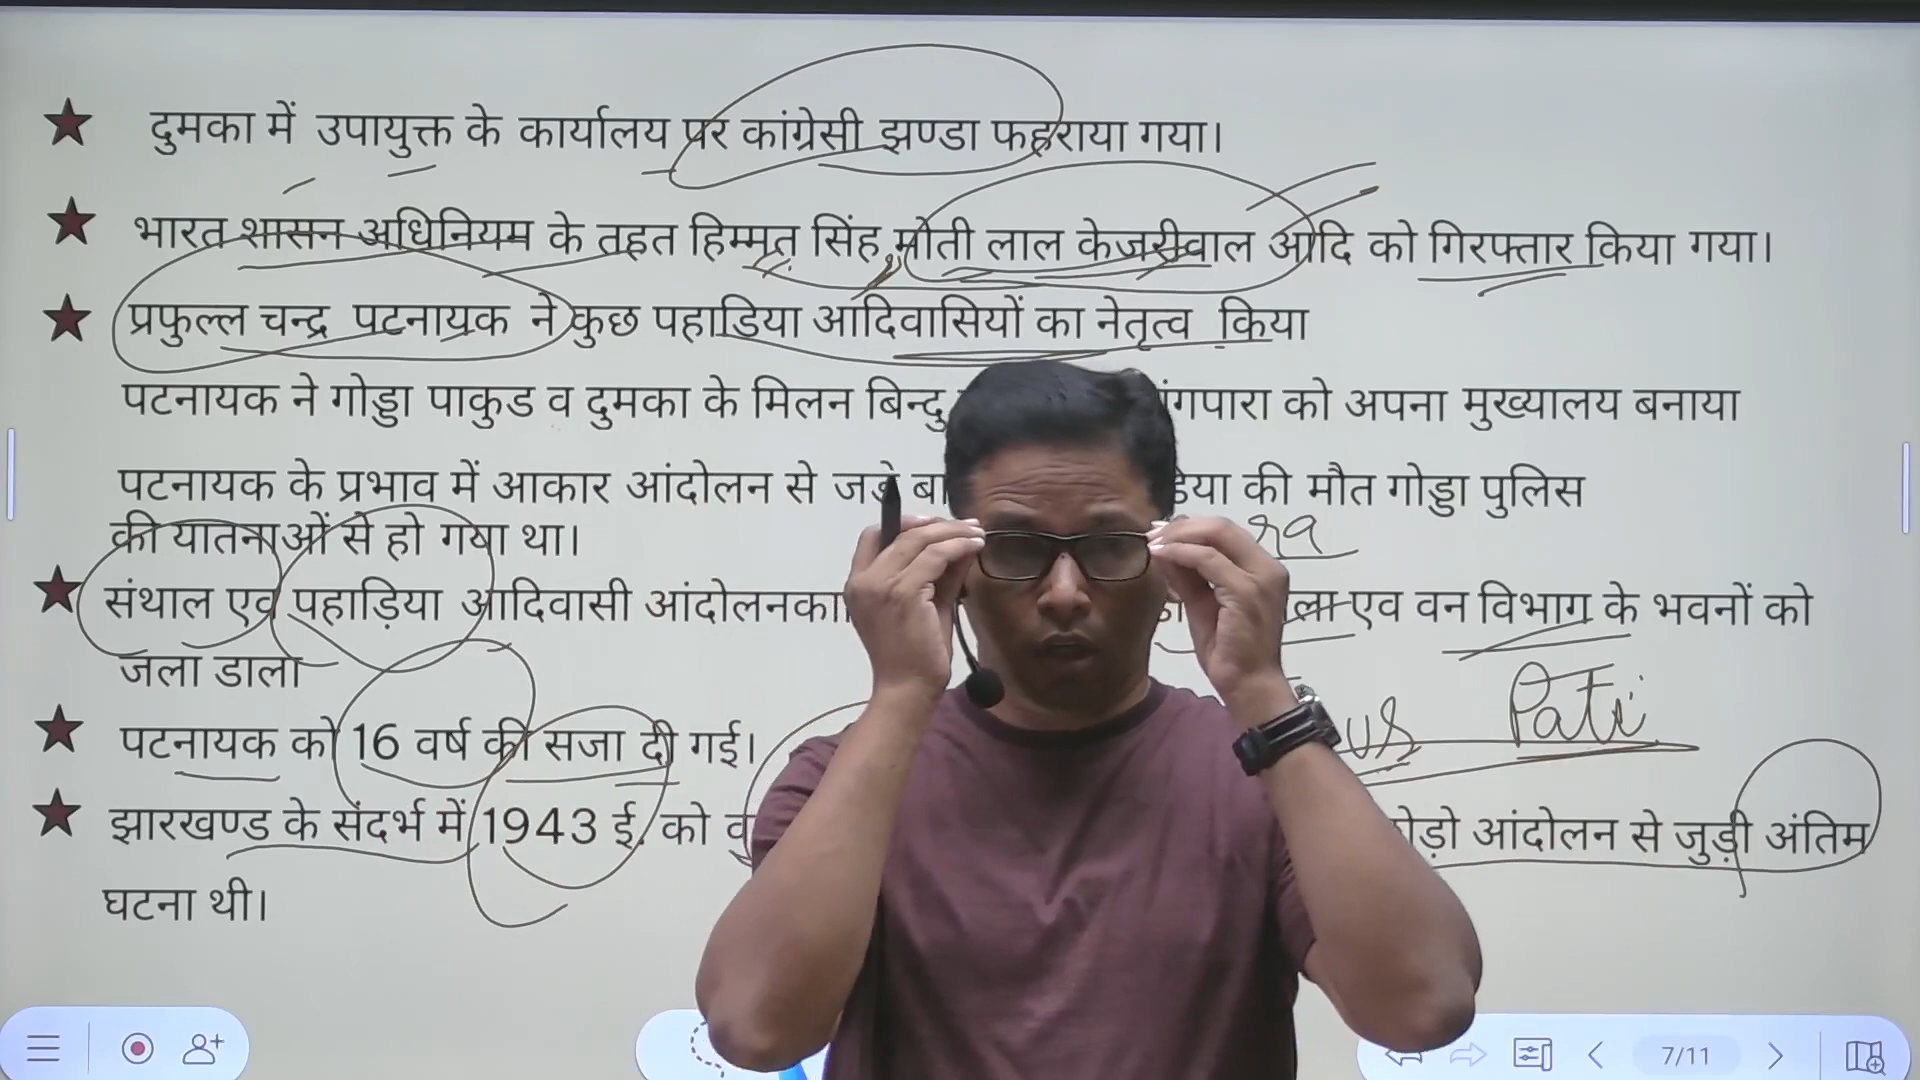 दुमका में उपायुक्त के कार्यालय पर कांग्रेसी झण्डा फहराया गया।
भारत शासन अधिनियम के तहत हिम्मत सिंह, मोती लाल केजरीवाल आदि को गिरफ्तार किया गया।
प्रफुल्ल चन्द्र पटनायक ने कुछ पहाडिया आदिवासियों का नेतृत्व किया
पटनायक ने गोड्डा पाकुड व दुमका के मिलन बिन्दु को अपना मुख्यालय बनाया
पटनायक के प्रभाव में आकार आंदोलन से जड़े की मौत गोड्डा पुलिस
की यातनाओं से हो गया था।
संथाल एव पहाड़िया आदिवासी एव वन विभाग के भवनों को
जला डाला
Pati
पटनायक को 16 वर्ष की सजा दी गई।
झारखण्ड के संदर्भ में 1943 ई. को आंदोलन से जुड़ी अंतिम
घटना थी।
7/11